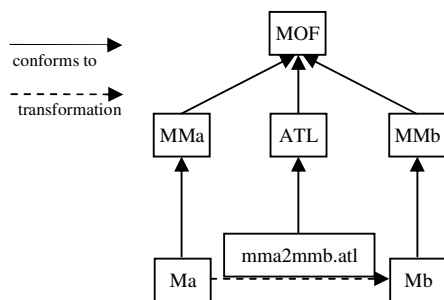 MOF
conforms to
transformation
MMa
ATL
MMb
mma2mmb.atl
Ma
Mb